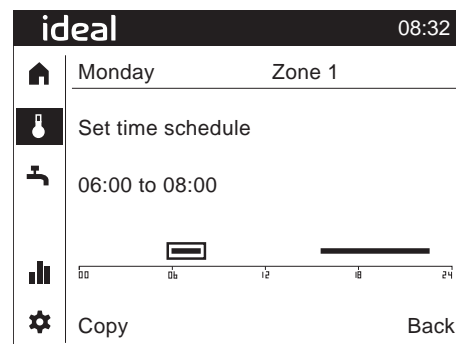 ideal 08:32
Monday Zone 1
Set time schedule
06:00 to 08:00
00 06 12 18 24
Copy Back